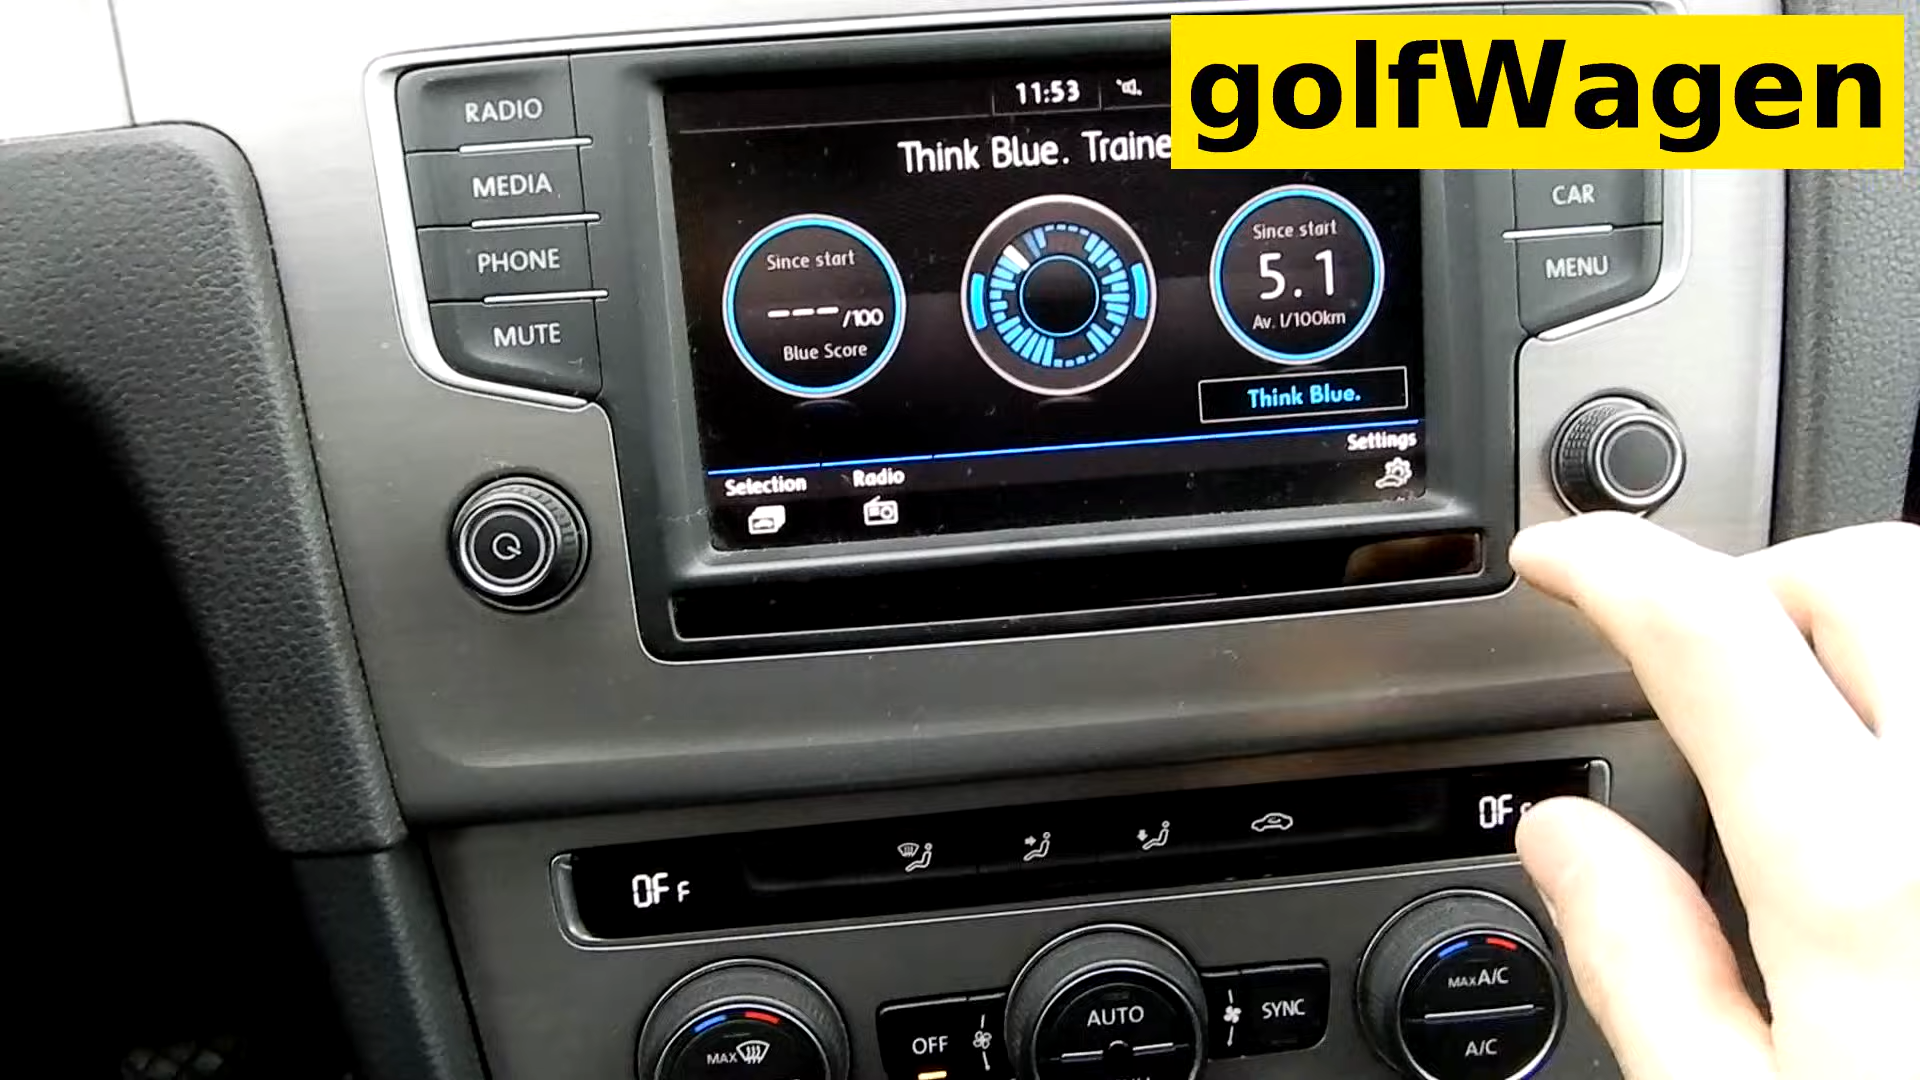 golfWagen
11:53
Think Blue. Traine
RADIO
MEDIA
PHONE
MUTE
CAR
MENU
Since start
---/100
Blue Score
Since start
5.1
Av. l/100km
Think Blue.
Selection
Radio
Settings
OFF
OF
MAX
OFF
AUTO
SYNC
MAX A/C
A/C